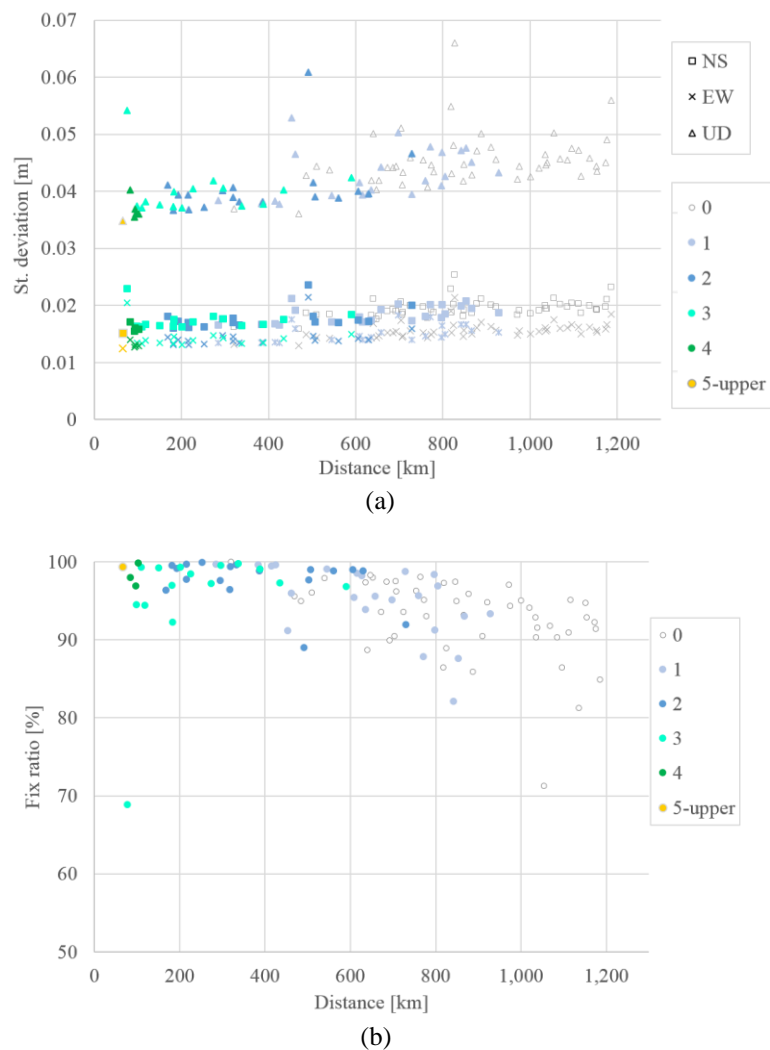 0.07
0.06
0.05
0.04
0.03
0.02
0.01
0
St. deviation [m]
0 200 400 600 800 1,000 1,200
Distance [km]
NS
EW
UD
0
1
2
3
4
5-upper
(a)
100
90
80
70
60
50
Fix ratio [%]
0 200 400 600 800 1,000 1,200
Distance [km]
0
1
2
3
4
5-upper
(b)